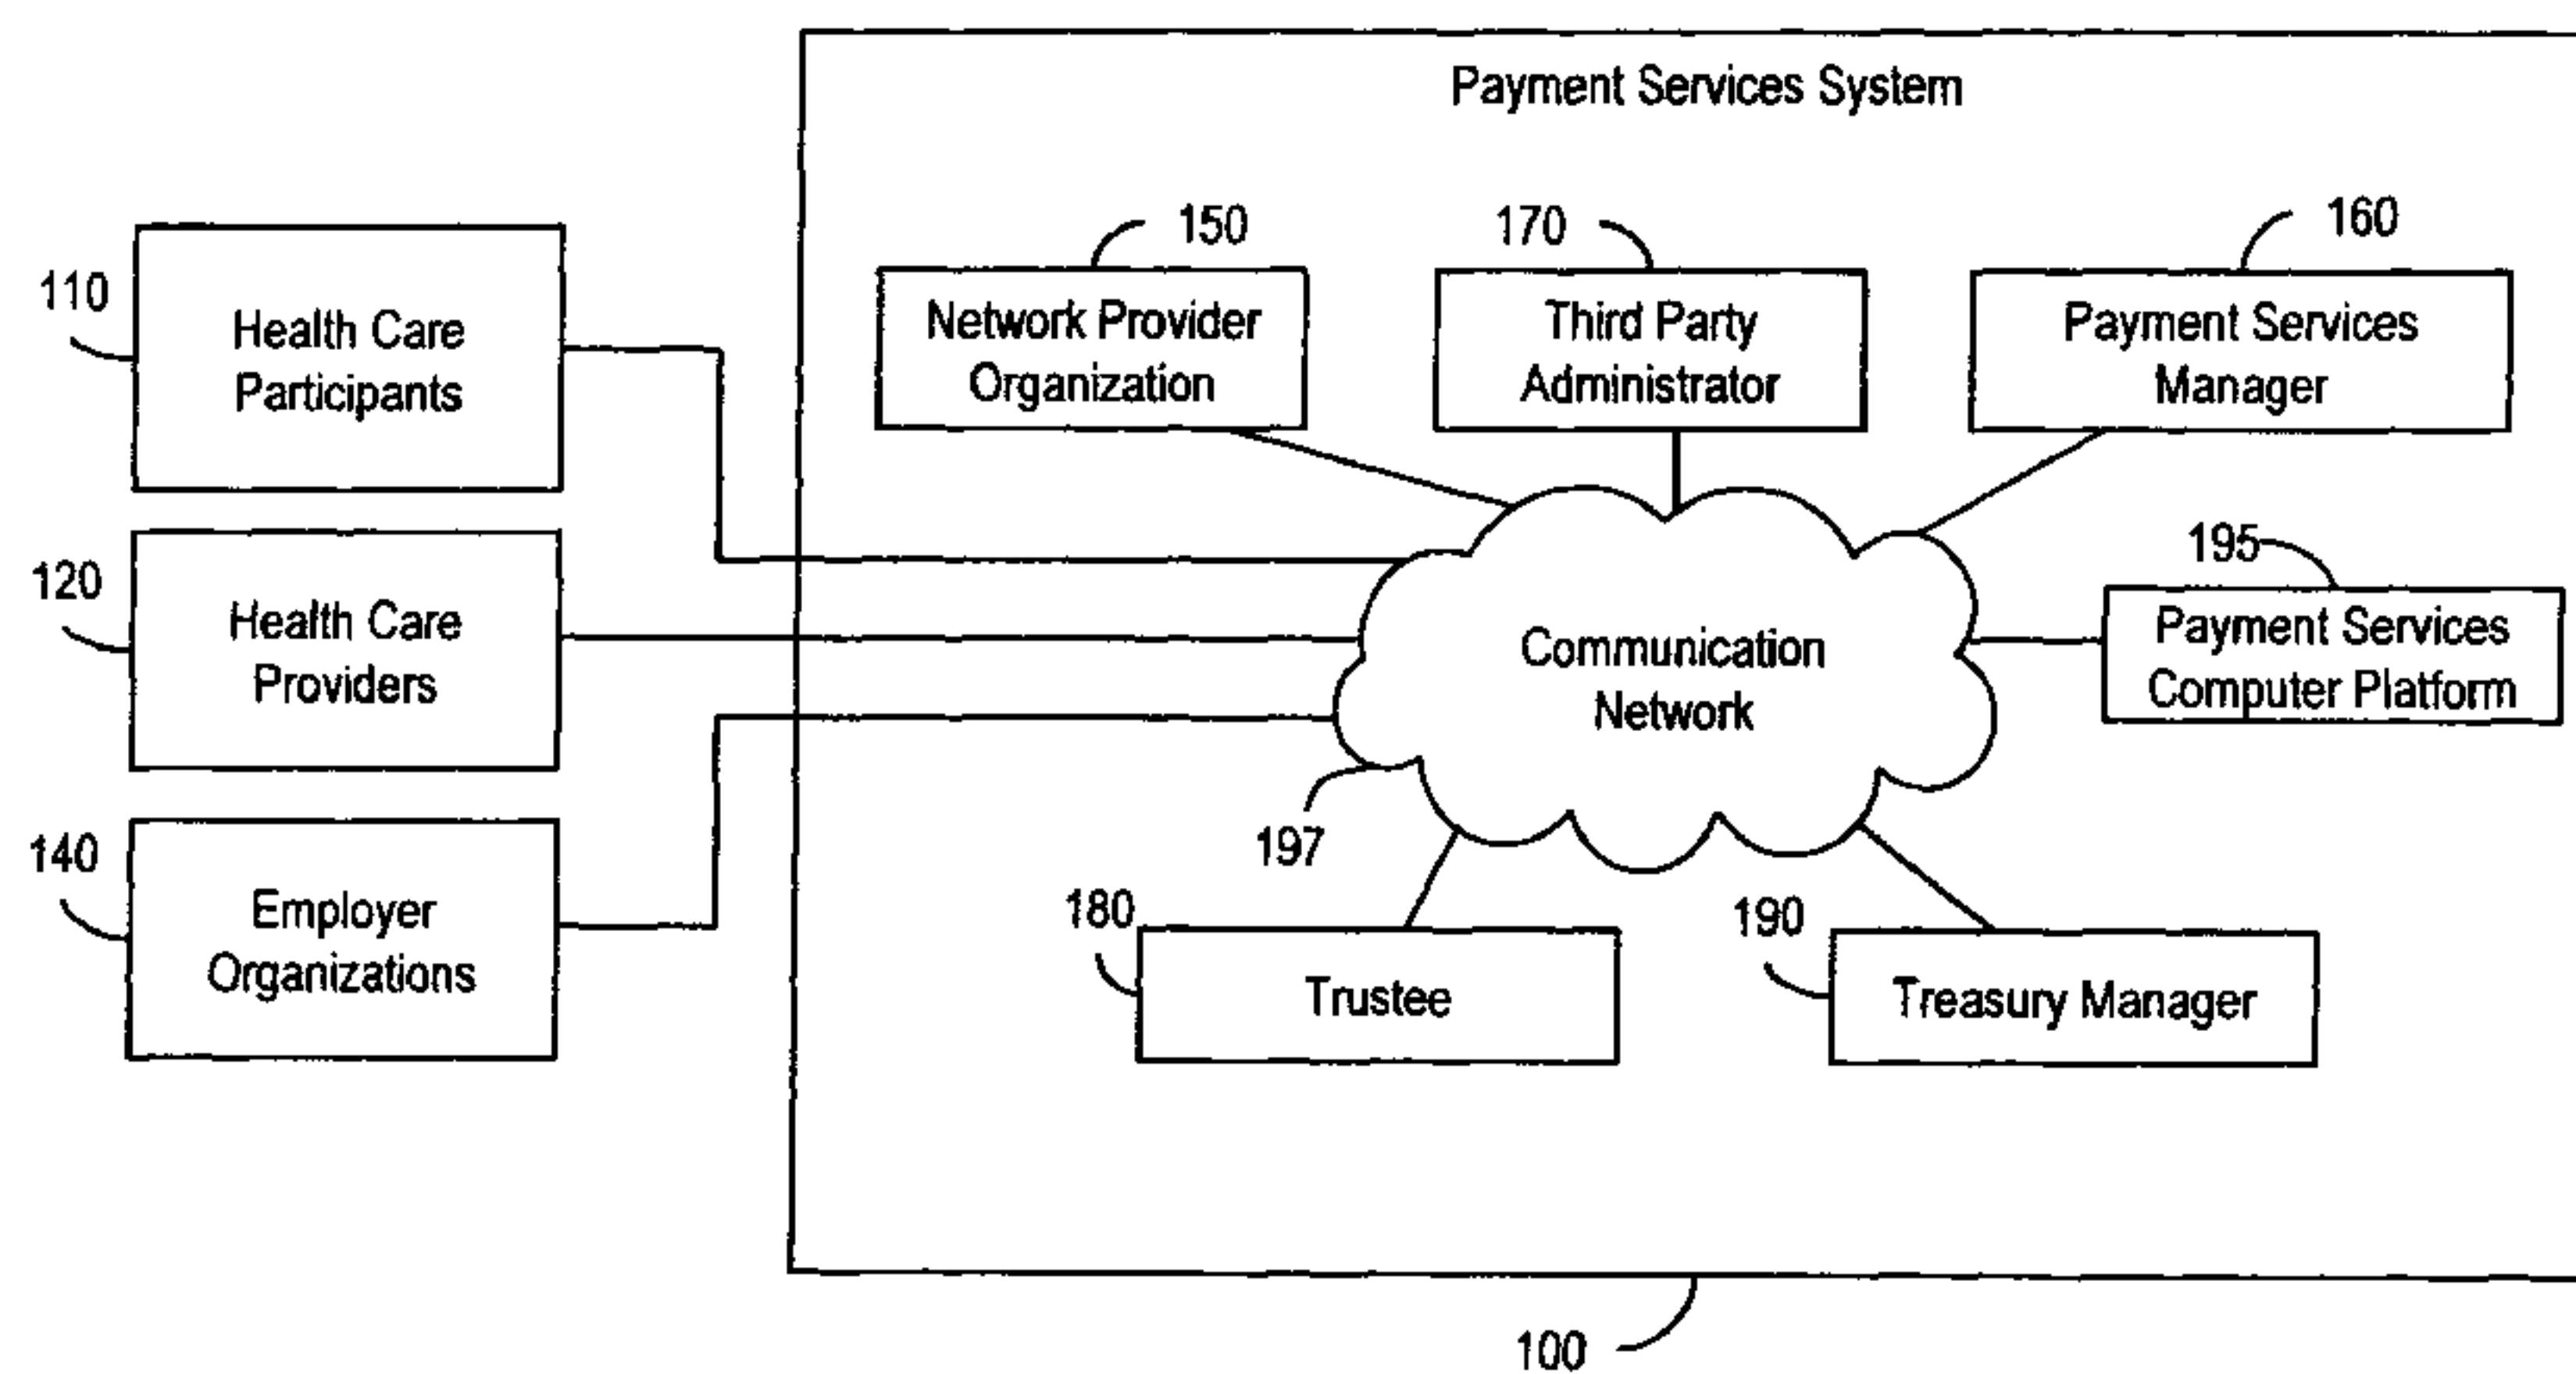 Payment Services System
150
170
160
Network Provider
Organization
Third Party
Administrator
Payment Services
Manager
110
Health Care
Participants
195
Payment Services
Computer Platform
120
Health Care
Providers
Communication
Network
197
140
Employer
Organizations
180
Trustee
190
Treasury Manager
100